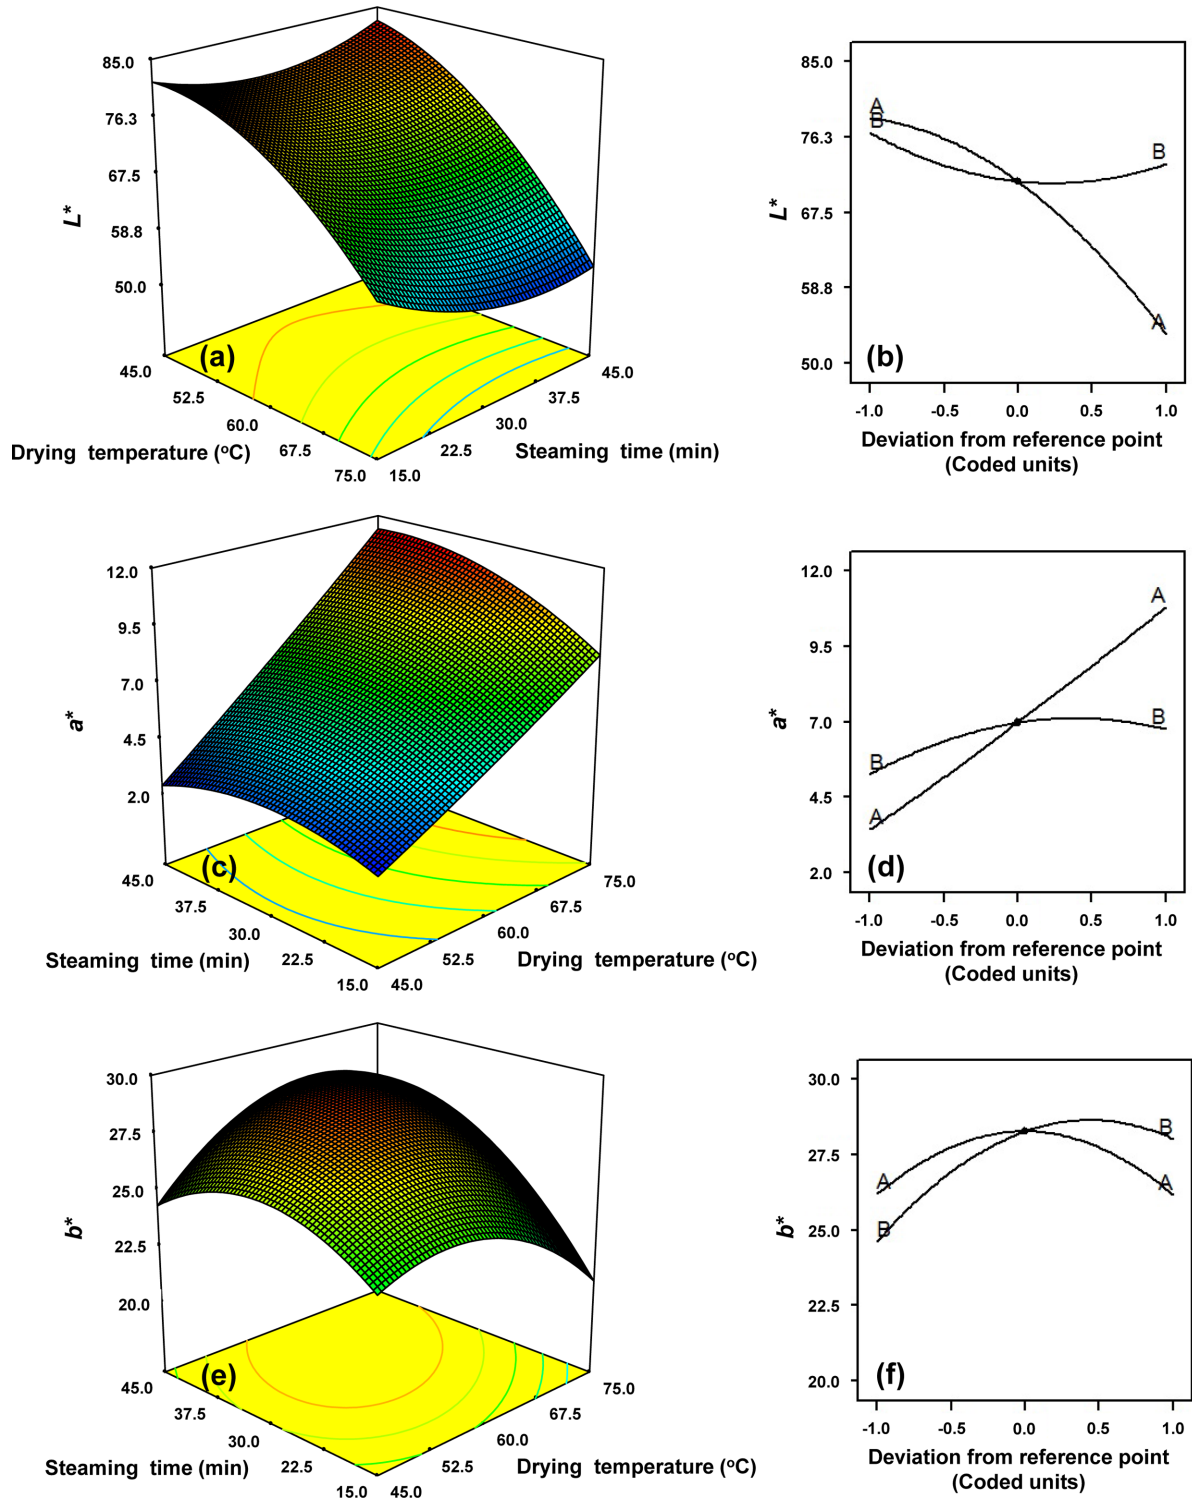 85.0
76.3
67.5
58.8
50.0
L*
(a)
45.0
52.5
60.0
67.5
75.0
Drying temperature (°C)
15.0
22.5
30.0
37.5
45.0
Steaming time (min)
85.0
76.3
67.5
58.8
50.0
L*
A
B
B
A
(b)
-1.0 -0.5 0.0 0.5 1.0
Deviation from reference point
(Coded units)
12.0
9.5
7.0
4.5
2.0
a*
(c)
45.0
37.5
30.0
22.5
15.0
Steaming time (min)
45.0
52.5
60.0
67.5
75.0
Drying temperature (°C)
12.0
9.5
7.0
4.5
2.0
a*
A
B
B
A
(d)
-1.0 -0.5 0.0 0.5 1.0
Deviation from reference point
(Coded units)
30.0
27.5
25.0
22.5
20.0
b*
(e)
45.0
37.5
30.0
22.5
15.0
Steaming time (min)
45.0
52.5
60.0
67.5
75.0
Drying temperature (°C)
30.0
27.5
25.0
22.5
20.0
b*
B
A
A
B
(f)
-1.0 -0.5 0.0 0.5 1.0
Deviation from reference point
(Coded units)